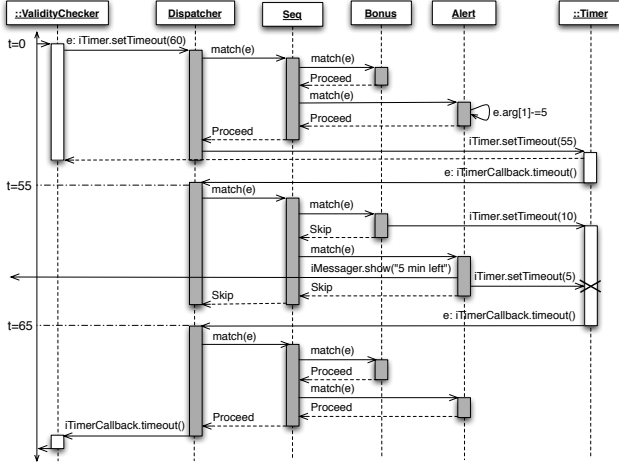 ::ValidityChecker Dispatcher Seq Bonus Alert ::Timer
t=0
e: iTimer.setTimeout(60)
match(e)
match(e)
Proceed
match(e)
e.arg[1]-=5
Proceed
Proceed
iTimer.setTimeout(55)
e: iTimerCallback.timeout()
t=55
match(e)
match(e)
iTimer.setTimeout(10)
Skip
match(e)
iMessager.show("5 min left")
iTimer.setTimeout(5)
Skip
Skip
e: iTimerCallback.timeout()
t=65
match(e)
match(e)
Proceed
match(e)
Proceed
Proceed
iTimerCallback.timeout()